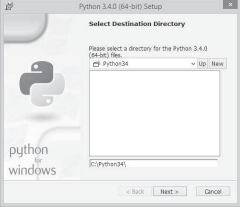 Python 3.4.0 (64-bit) Setup
Select Destination Directory
Please select a directory for the Python 3.4.0
(64-bit) files.
Python34
Up New
python
for
windows
C:\Python34\
< Back Next > Cancel